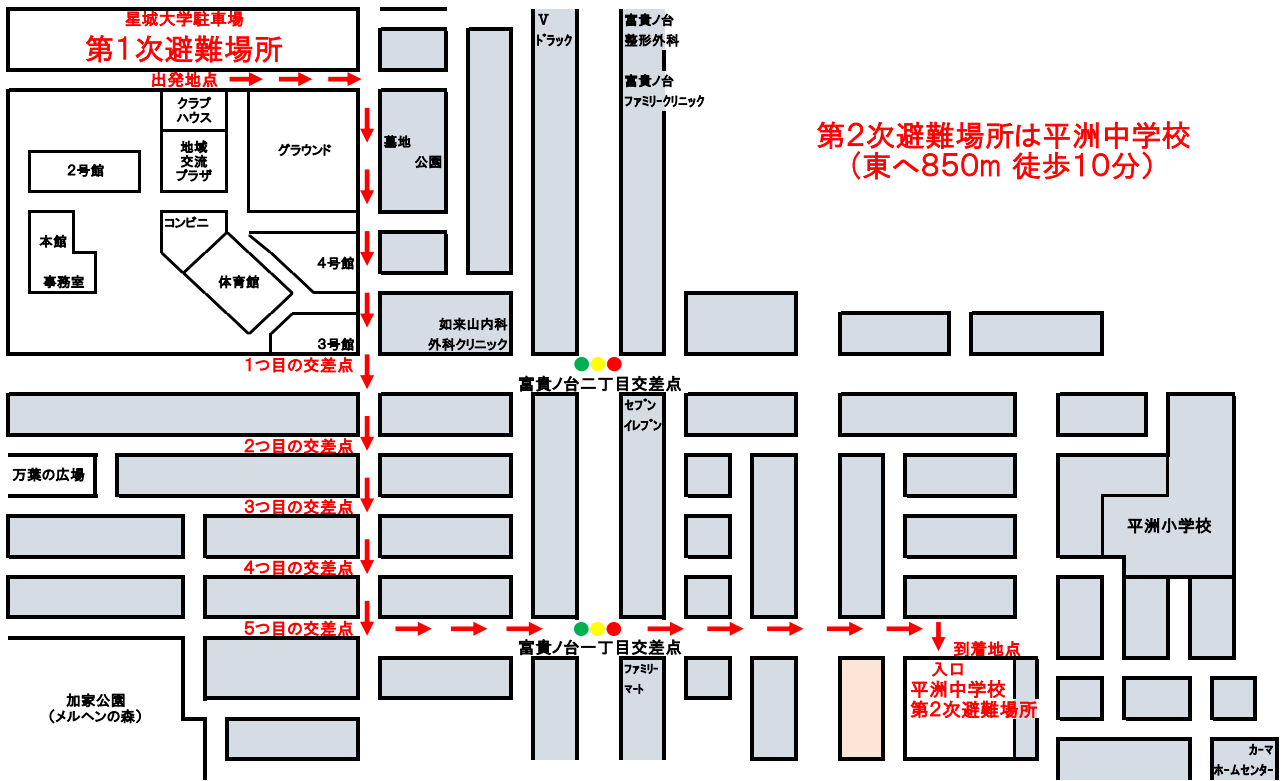 星城大学駐車場
第1次避難場所
出発地点
クラブ
ハウス
地域
交流
プラザ
グラウンド
2号館
コンビニ
本館
事務室
体育館
4号館
3号館
墓地
公園
如来山内科
外科クリニック
V
ドラック
富貴ノ台
整形外科
富貴ノ台
ファミリークリニック
第2次避難場所は平洲中学校
(東へ850m 徒歩10分)
1つ目の交差点
富貴ノ台二丁目交差点
セブン
イレブン
2つ目の交差点
万葉の広場
3つ目の交差点
平洲小学校
4つ目の交差点
5つ目の交差点
富貴ノ台一丁目交差点
到着地点
入口
平洲中学校
第2次避難場所
ファミリー
マート
加家公園
(メルヘンの森)
カーマ
ホームセンター